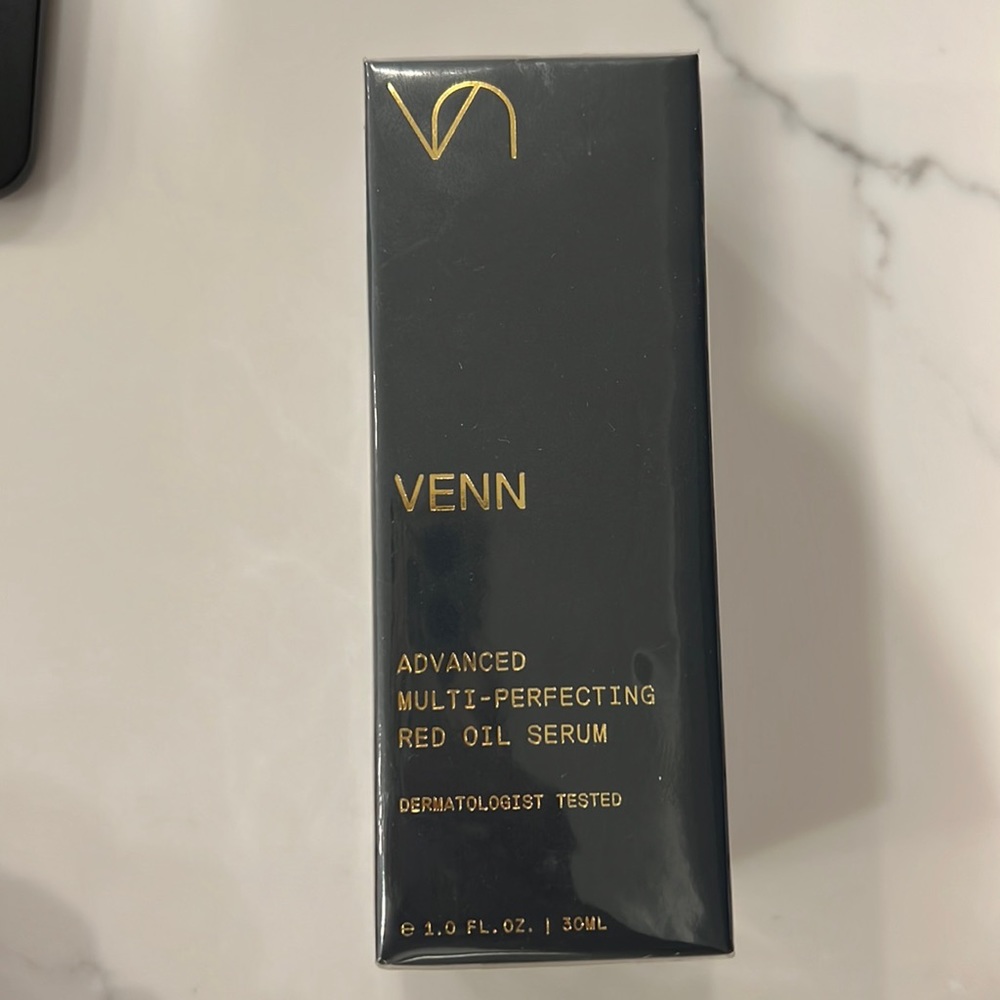 VENN
ADVANCED
MULTI-PERFECTING
RED OIL SERUM
DERMATOLOGIST TESTED
℮ 1.0 FL.OZ. | 30ML